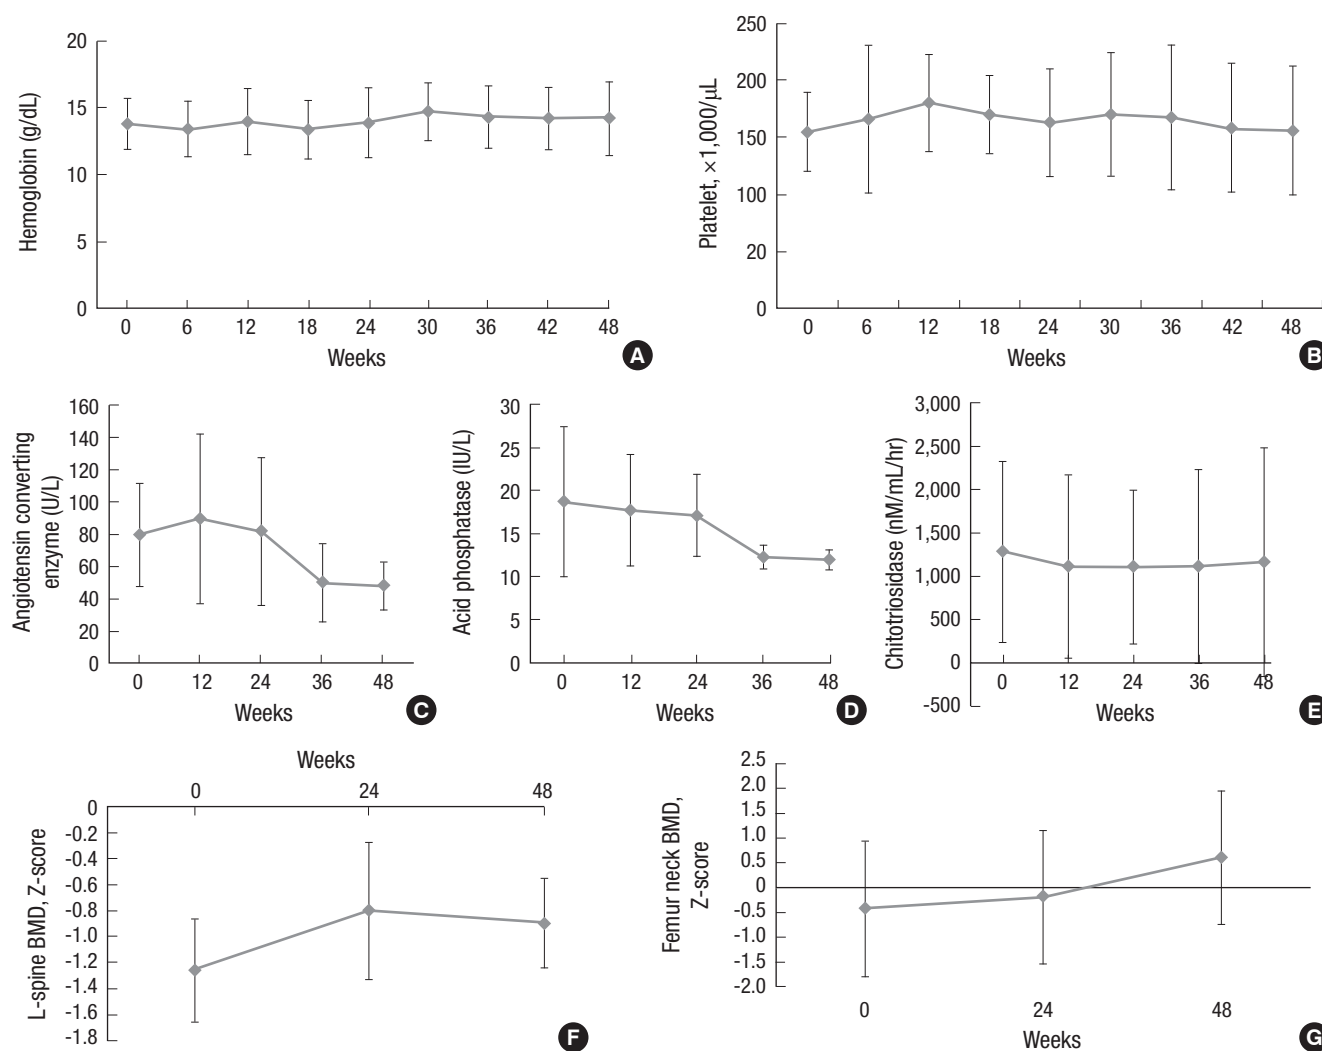 Hemoglobin (g/dL)
20
15
10
5
0
0 6 12 18 24 30 36 42 48
Weeks
A
Platelet, ×1,000/µL
250
200
150
100
20
0
0 6 12 18 24 30 36 42 48
Weeks
B
Angiotensin converting
enzyme (U/L)
160
140
120
100
80
60
40
20
0
0 12 24 36 48
Weeks
C
Acid phosphatase (IU/L)
30
25
20
15
10
5
0
0 12 24 36 48
Weeks
D
Chitotriosidase (nM/mL/hr)
3,000
2,500
2,000
1,500
1,000
500
0
-500
0 12 24 36 48
Weeks
E
Weeks
0 24 48
L-spine BMD, Z-score
0
-0.2
-0.4
-0.6
-0.8
-1.0
-1.2
-1.4
-1.6
-1.8
F
Femur neck BMD,
Z-score
2.5
2.0
1.5
1.0
0.5
0
-0.5
-1.0
-1.5
-2.0
0 24 48
Weeks
G